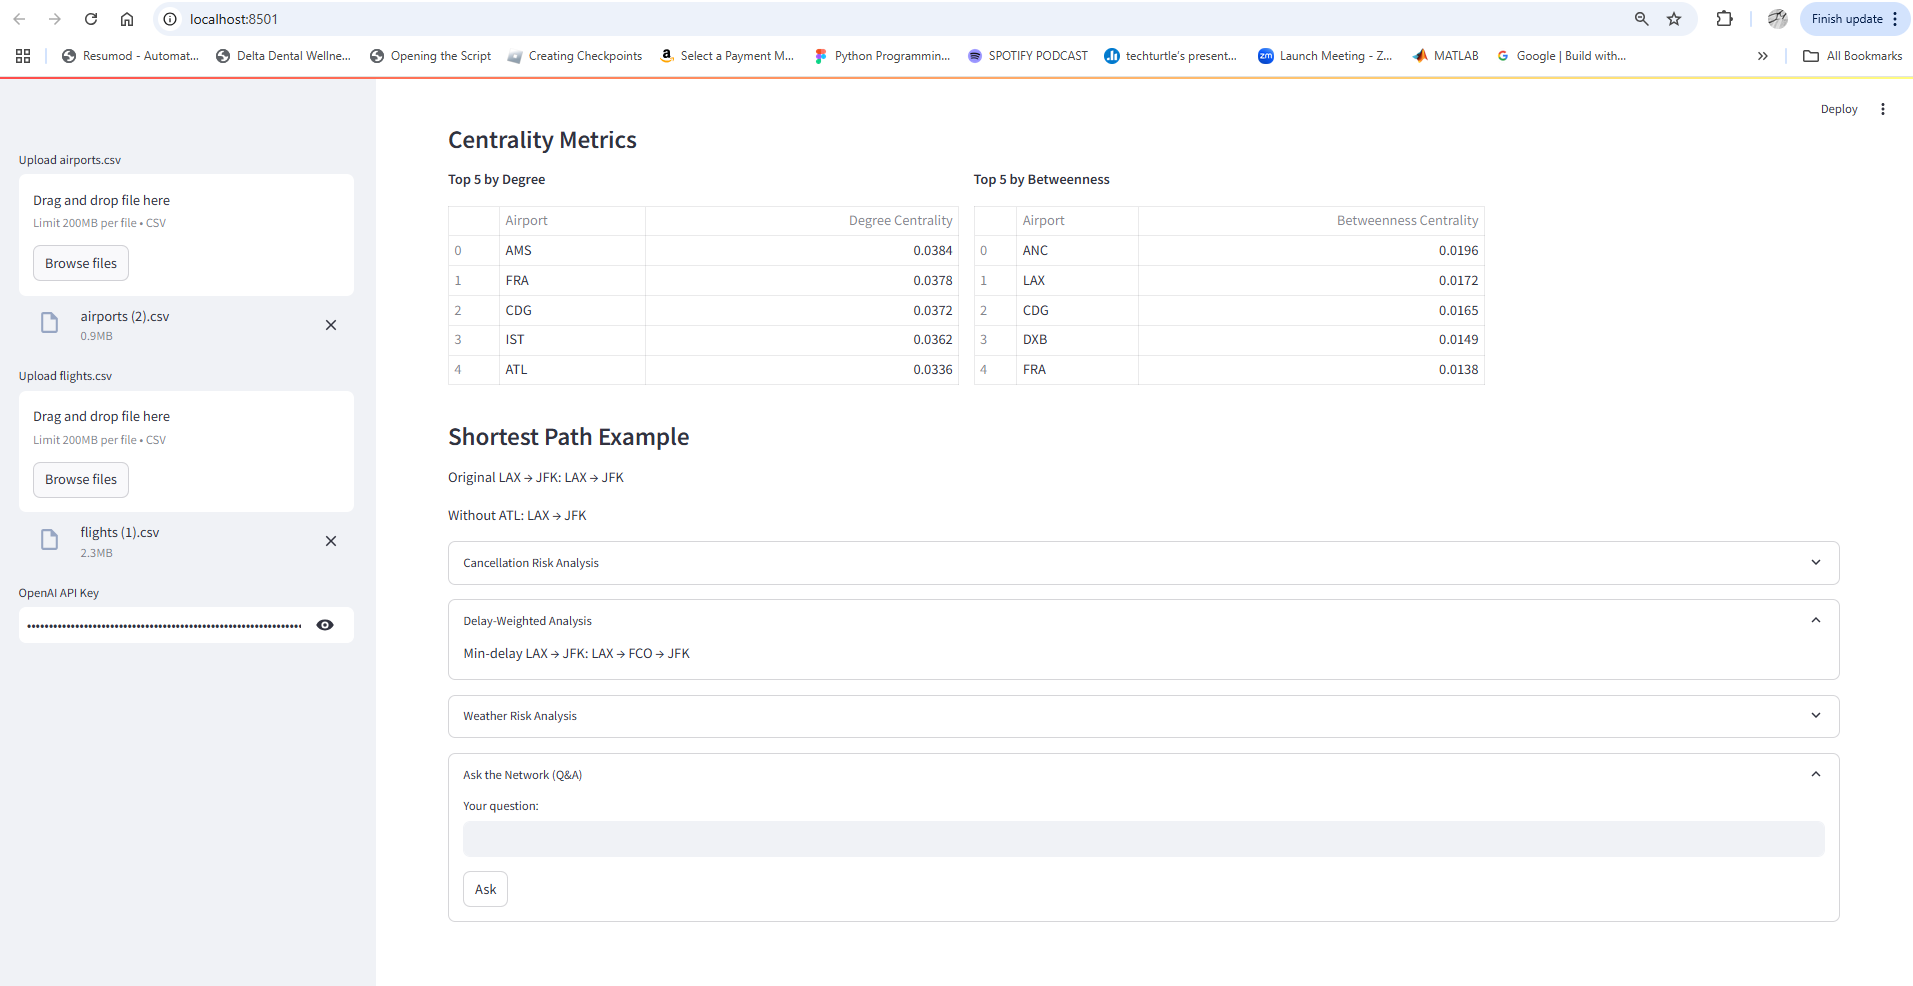 localhost:8501
Finish update
Resumod - Automat...
Delta Dental Wellne...
Opening the Script
Creating Checkpoints
Select a Payment M...
Python Programmin...
SPOTIFY PODCAST
techturtle's present...
zm
Launch Meeting - Z...
MATLAB
Google | Build with...
All Bookmarks
Deploy
Upload airports.csv
Drag and drop file here
Limit 200MB per file • CSV
Browse files
airports (2).csv
0.9MB
Upload flights.csv
Drag and drop file here
Limit 200MB per file • CSV
Browse files
flights (1).csv
2.3MB
OpenAI API Key
Centrality Metrics
Top 5 by Degree
Airport Degree Centrality
0 AMS 0.0384
1 FRA 0.0378
2 CDG 0.0372
3 IST 0.0362
4 ATL 0.0336
Top 5 by Betweenness
Airport Betweenness Centrality
0 ANC 0.0196
1 LAX 0.0172
2 CDG 0.0165
3 DXB 0.0149
4 FRA 0.0138
Shortest Path Example
Original LAX → JFK: LAX → JFK
Without ATL: LAX → JFK
Cancellation Risk Analysis
Delay-Weighted Analysis
Min-delay LAX → JFK: LAX → FCO → JFK
Weather Risk Analysis
Ask the Network (Q&A)
Your question:
Ask